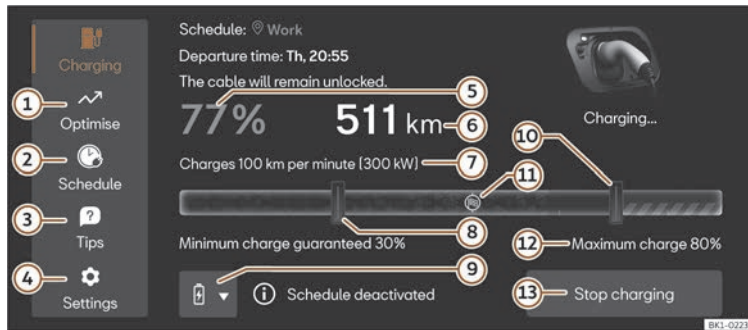 Charging
1
Optimise
2
Schedule
3
?
Tips
4
Settings
Schedule: Work
Departure time: Th, 20:55
The cable will remain unlocked.
5
77% 511 km
6
Charging...
Charges 100 km per minute (300 kW)
7
10
11
8
Minimum charge guaranteed 30%
12
Maximum charge 80%
9
i
Schedule deactivated
13
Stop charging
BK1-0223